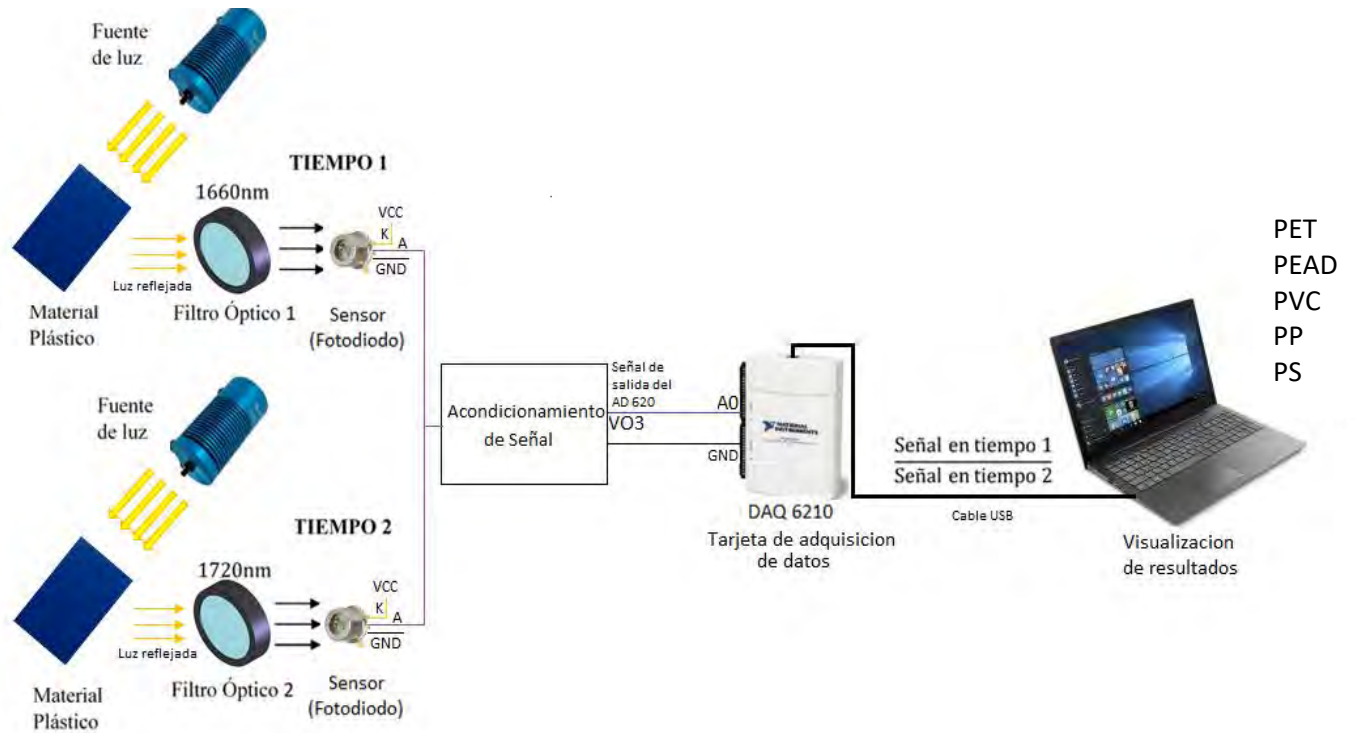 Fuente
de luz
TIEMPO 1
1660nm
VCC
K
A
GND
Luz reflejada
Material
Plástico
Filtro Óptico 1
Sensor
(Fotodiodo)
Fuente
de luz
TIEMPO 2
1720nm
VCC
K
A
GND
Luz reflejada
Material
Plástico
Filtro Óptico 2
Sensor
(Fotodiodo)
Acondicionamiento
de Señal
Señal de
salida del
AD 620
VO3
A0
GND
NATIONAL
INSTRUMENTS
DAQ 6210
Tarjeta de adquisicion
de datos
Señal en tiempo 1
Señal en tiempo 2
Cable USB
Visualizacion
de resultados
PET
PEAD
PVC
PP
PS